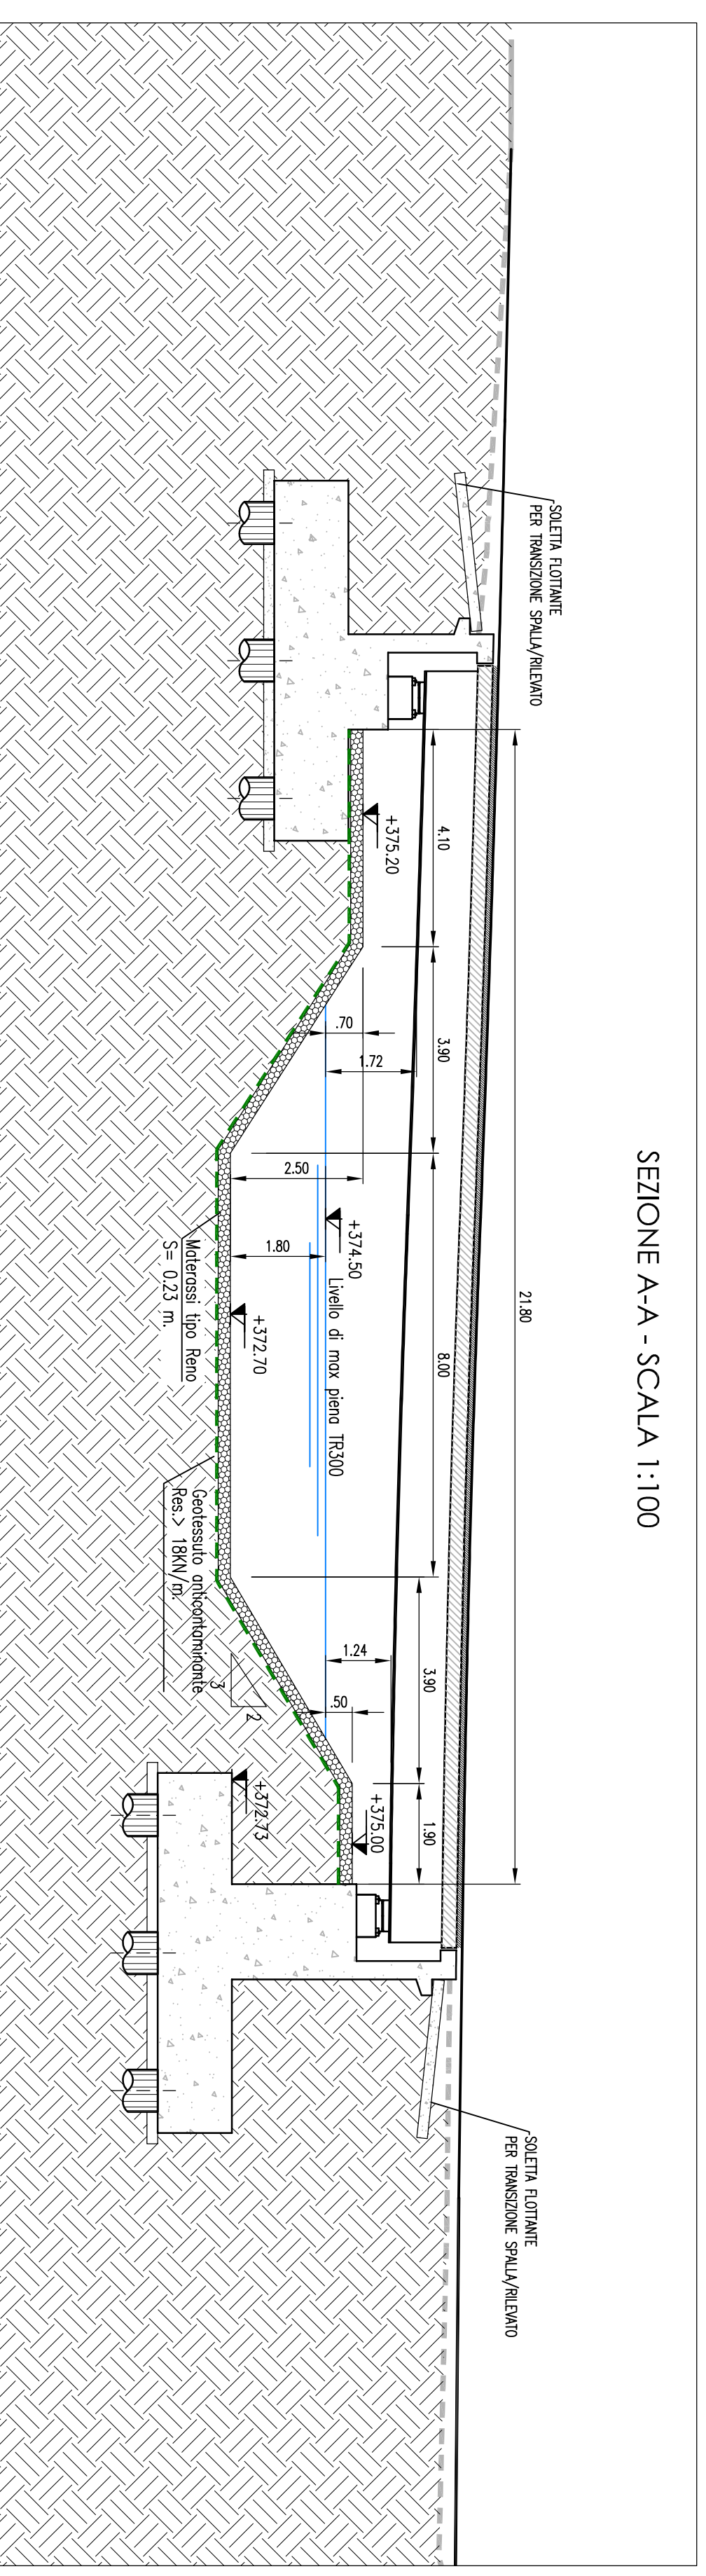 SEZIONE A-A - SCALA 1:100
SOLETTA FLOTTANTE
PER TRANSIZIONE SPALLA/RILEVATO
SOLETTA FLOTTANTE
PER TRANSIZIONE SPALLA/RILEVATO
21.80
4.10
3.90
8.00
3.90
1.90
+375.20
.70
1.72
2.50
+374.50
1.80
Livello di max piena TR300
+372.70
1.24
.50
+375.00
+372.73
Materassi tipo Reno
S= 0.23 m.
Geotessuto anticontaminante
Res.> 18KN/m.
3
2